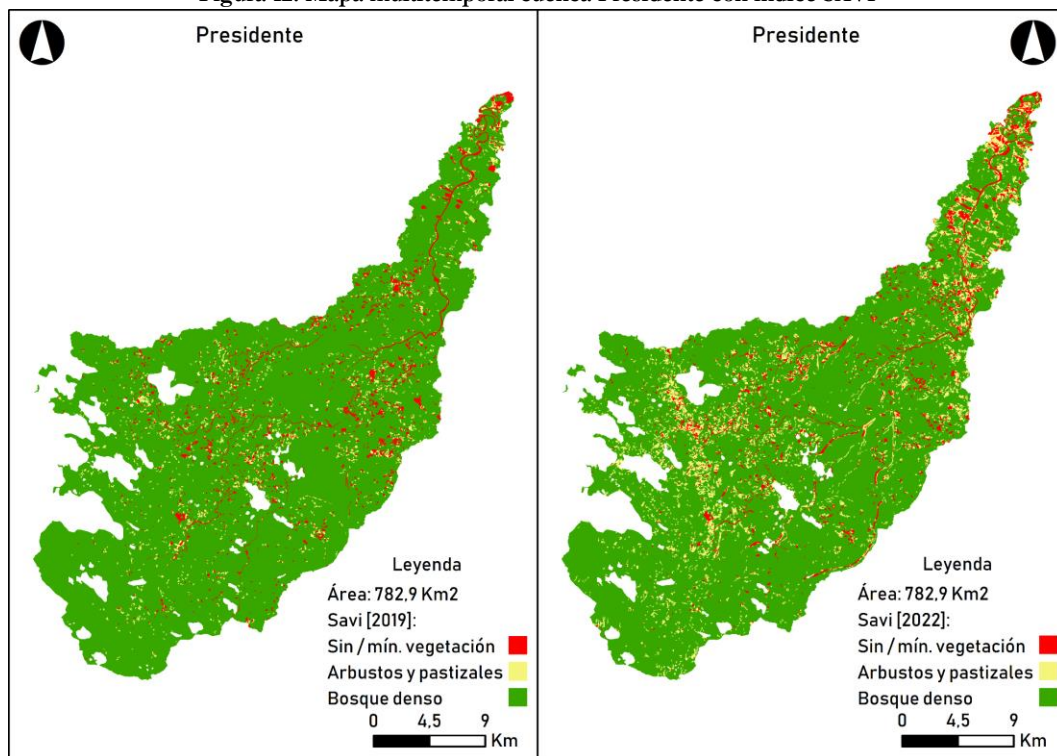 Figura 12. Mapa multitemporal cuenca Presidente con índice SAVI
Presidente
Leyenda
Área: 782,9 Km2
Savi [2019]:
Sin / mín. vegetación
Arbustos y pastizales
Bosque denso
0 4,5 9
Km
Presidente
Leyenda
Área: 782,9 Km2
Savi [2022]:
Sin / mín. vegetación
Arbustos y pastizales
Bosque denso
0 4,5 9
Km